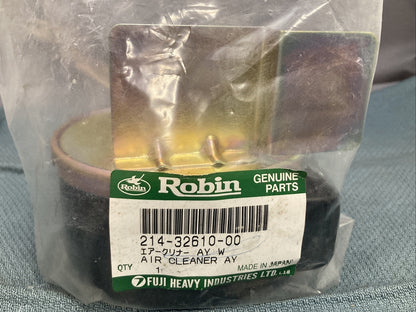 Robin
Robin
GENUINE
PARTS
214-32610-00
エアークリナー AY W
AIR CLEANER AY
QTY 1 MADE IN JAPAN
7 FUJI HEAVY INDUSTRIES LTD.